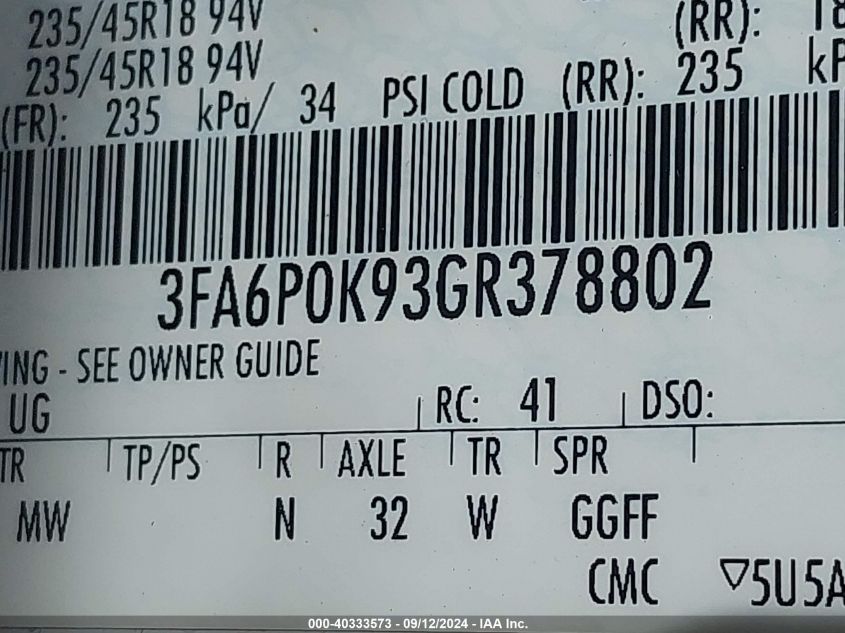 235/45R18 94V (RR): 18
235/45R18 94V
(FR): 235 kPa/ 34 PSI COLD (RR): 235 kP
3FA6P0K93GR378802
ING - SEE OWNER GUIDE
UG RC: 41 DSO:
TR TP/PS R AXLE TR SPR
MW N 32 W GGFF
CMC ▽5U5A
000-40333573 - 09/12/2024 - IAA Inc.